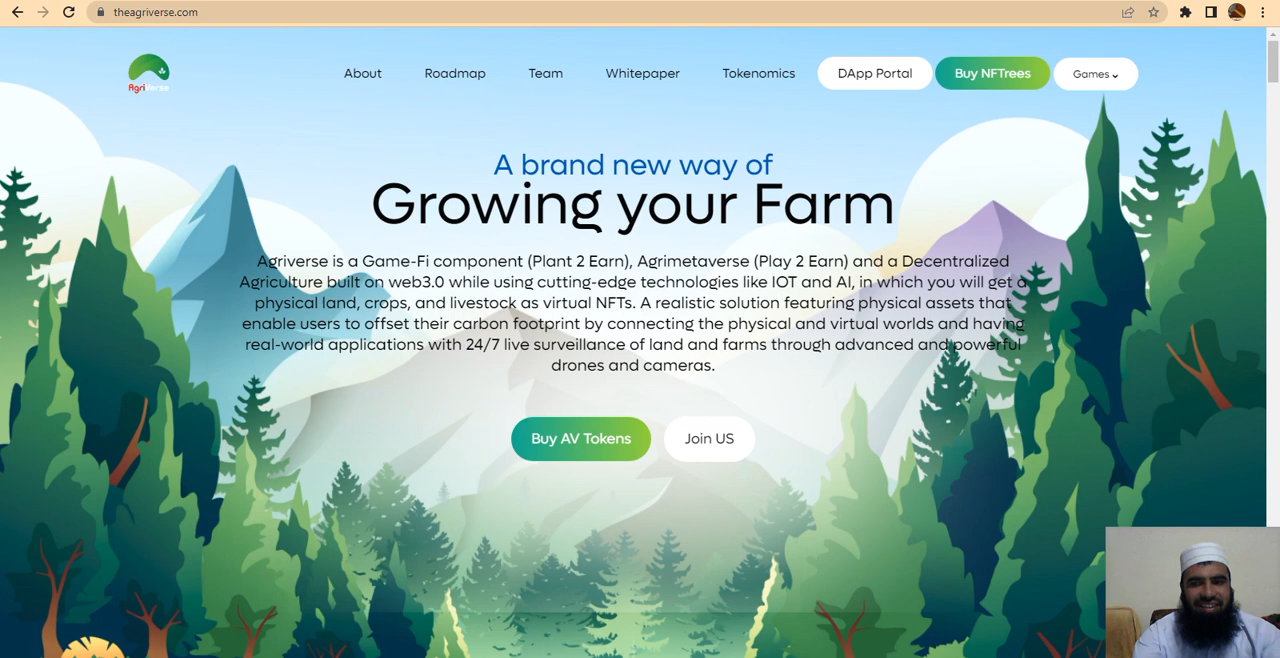 theagriverse.com
AgriVerse
About
Roadmap
Team
Whitepaper
Tokenomics
DApp Portal
Buy NFTrees
Games
A brand new way of
Growing your Farm
Agriverse is a Game-Fi component (Plant 2 Earn), Agrimetaverse (Play 2 Earn) and a Decentralized
Agriculture built on web3.0 while using cutting-edge technologies like IOT and AI, in which you will get a
physical land, crops, and livestock as virtual NFTs. A realistic solution featuring physical assets that
enable users to offset their carbon footprint by connecting the physical and virtual worlds and having
real-world applications with 24/7 live surveillance of land and farms through advanced and powerful
drones and cameras.
Buy AV Tokens
Join US